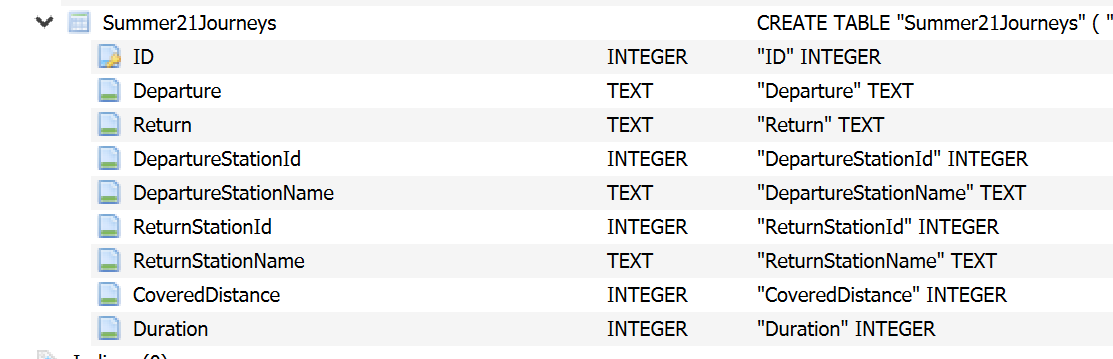 Summer21Journeys CREATE TABLE "Summer21Journeys" ( "
ID INTEGER "ID" INTEGER
Departure TEXT "Departure" TEXT
Return TEXT "Return" TEXT
DepartureStationId INTEGER "DepartureStationId" INTEGER
DepartureStationName TEXT "DepartureStationName" TEXT
ReturnStationId INTEGER "ReturnStationId" INTEGER
ReturnStationName TEXT "ReturnStationName" TEXT
CoveredDistance INTEGER "CoveredDistance" INTEGER
Duration INTEGER "Duration" INTEGER